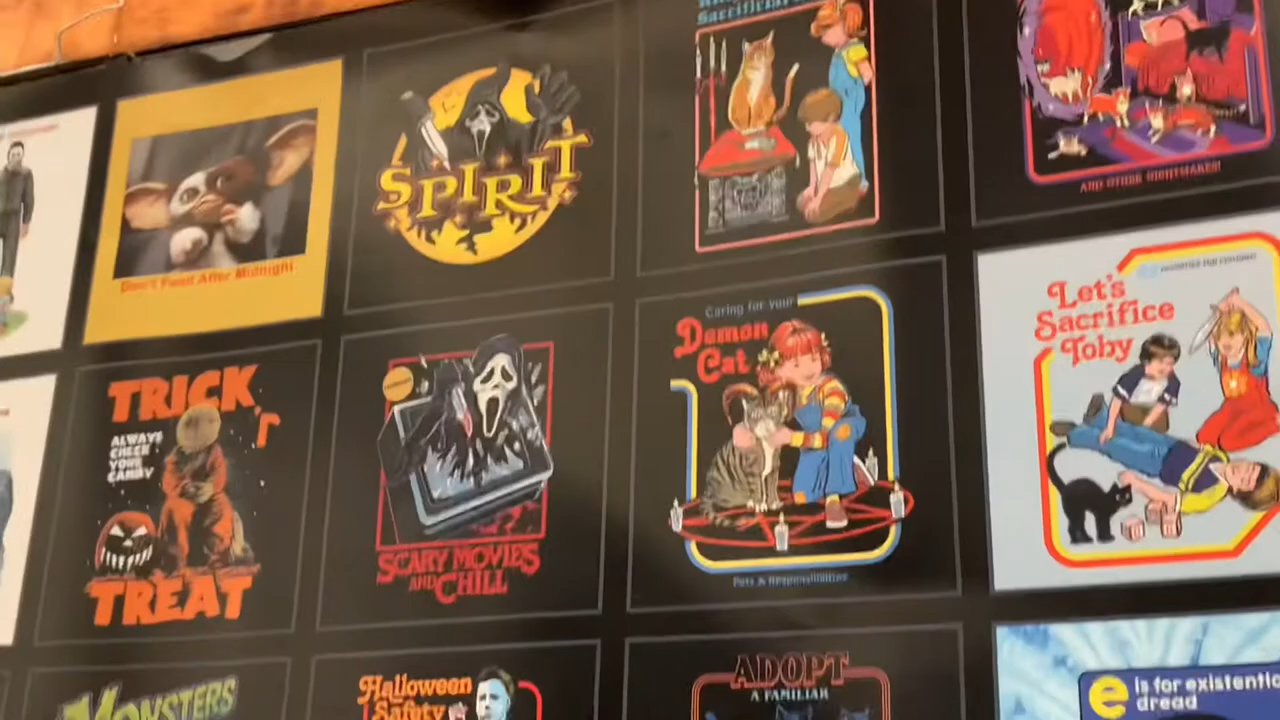 Don't Feed After Midnight
SPIRIT
AND OTHER NIGHTMARES!
TRICK
'r
ALWAYS
CHECK
YOUR
CANDY
TREAT
SCARY MOVIES
AND CHILL
Caring for your
Demon
Cat
Pets & Responsibilities
Let's
Sacrifice
Toby
MONSTERS
Halloween
Safety
ADOPT
A FAMILIAR
e is for existential
dread